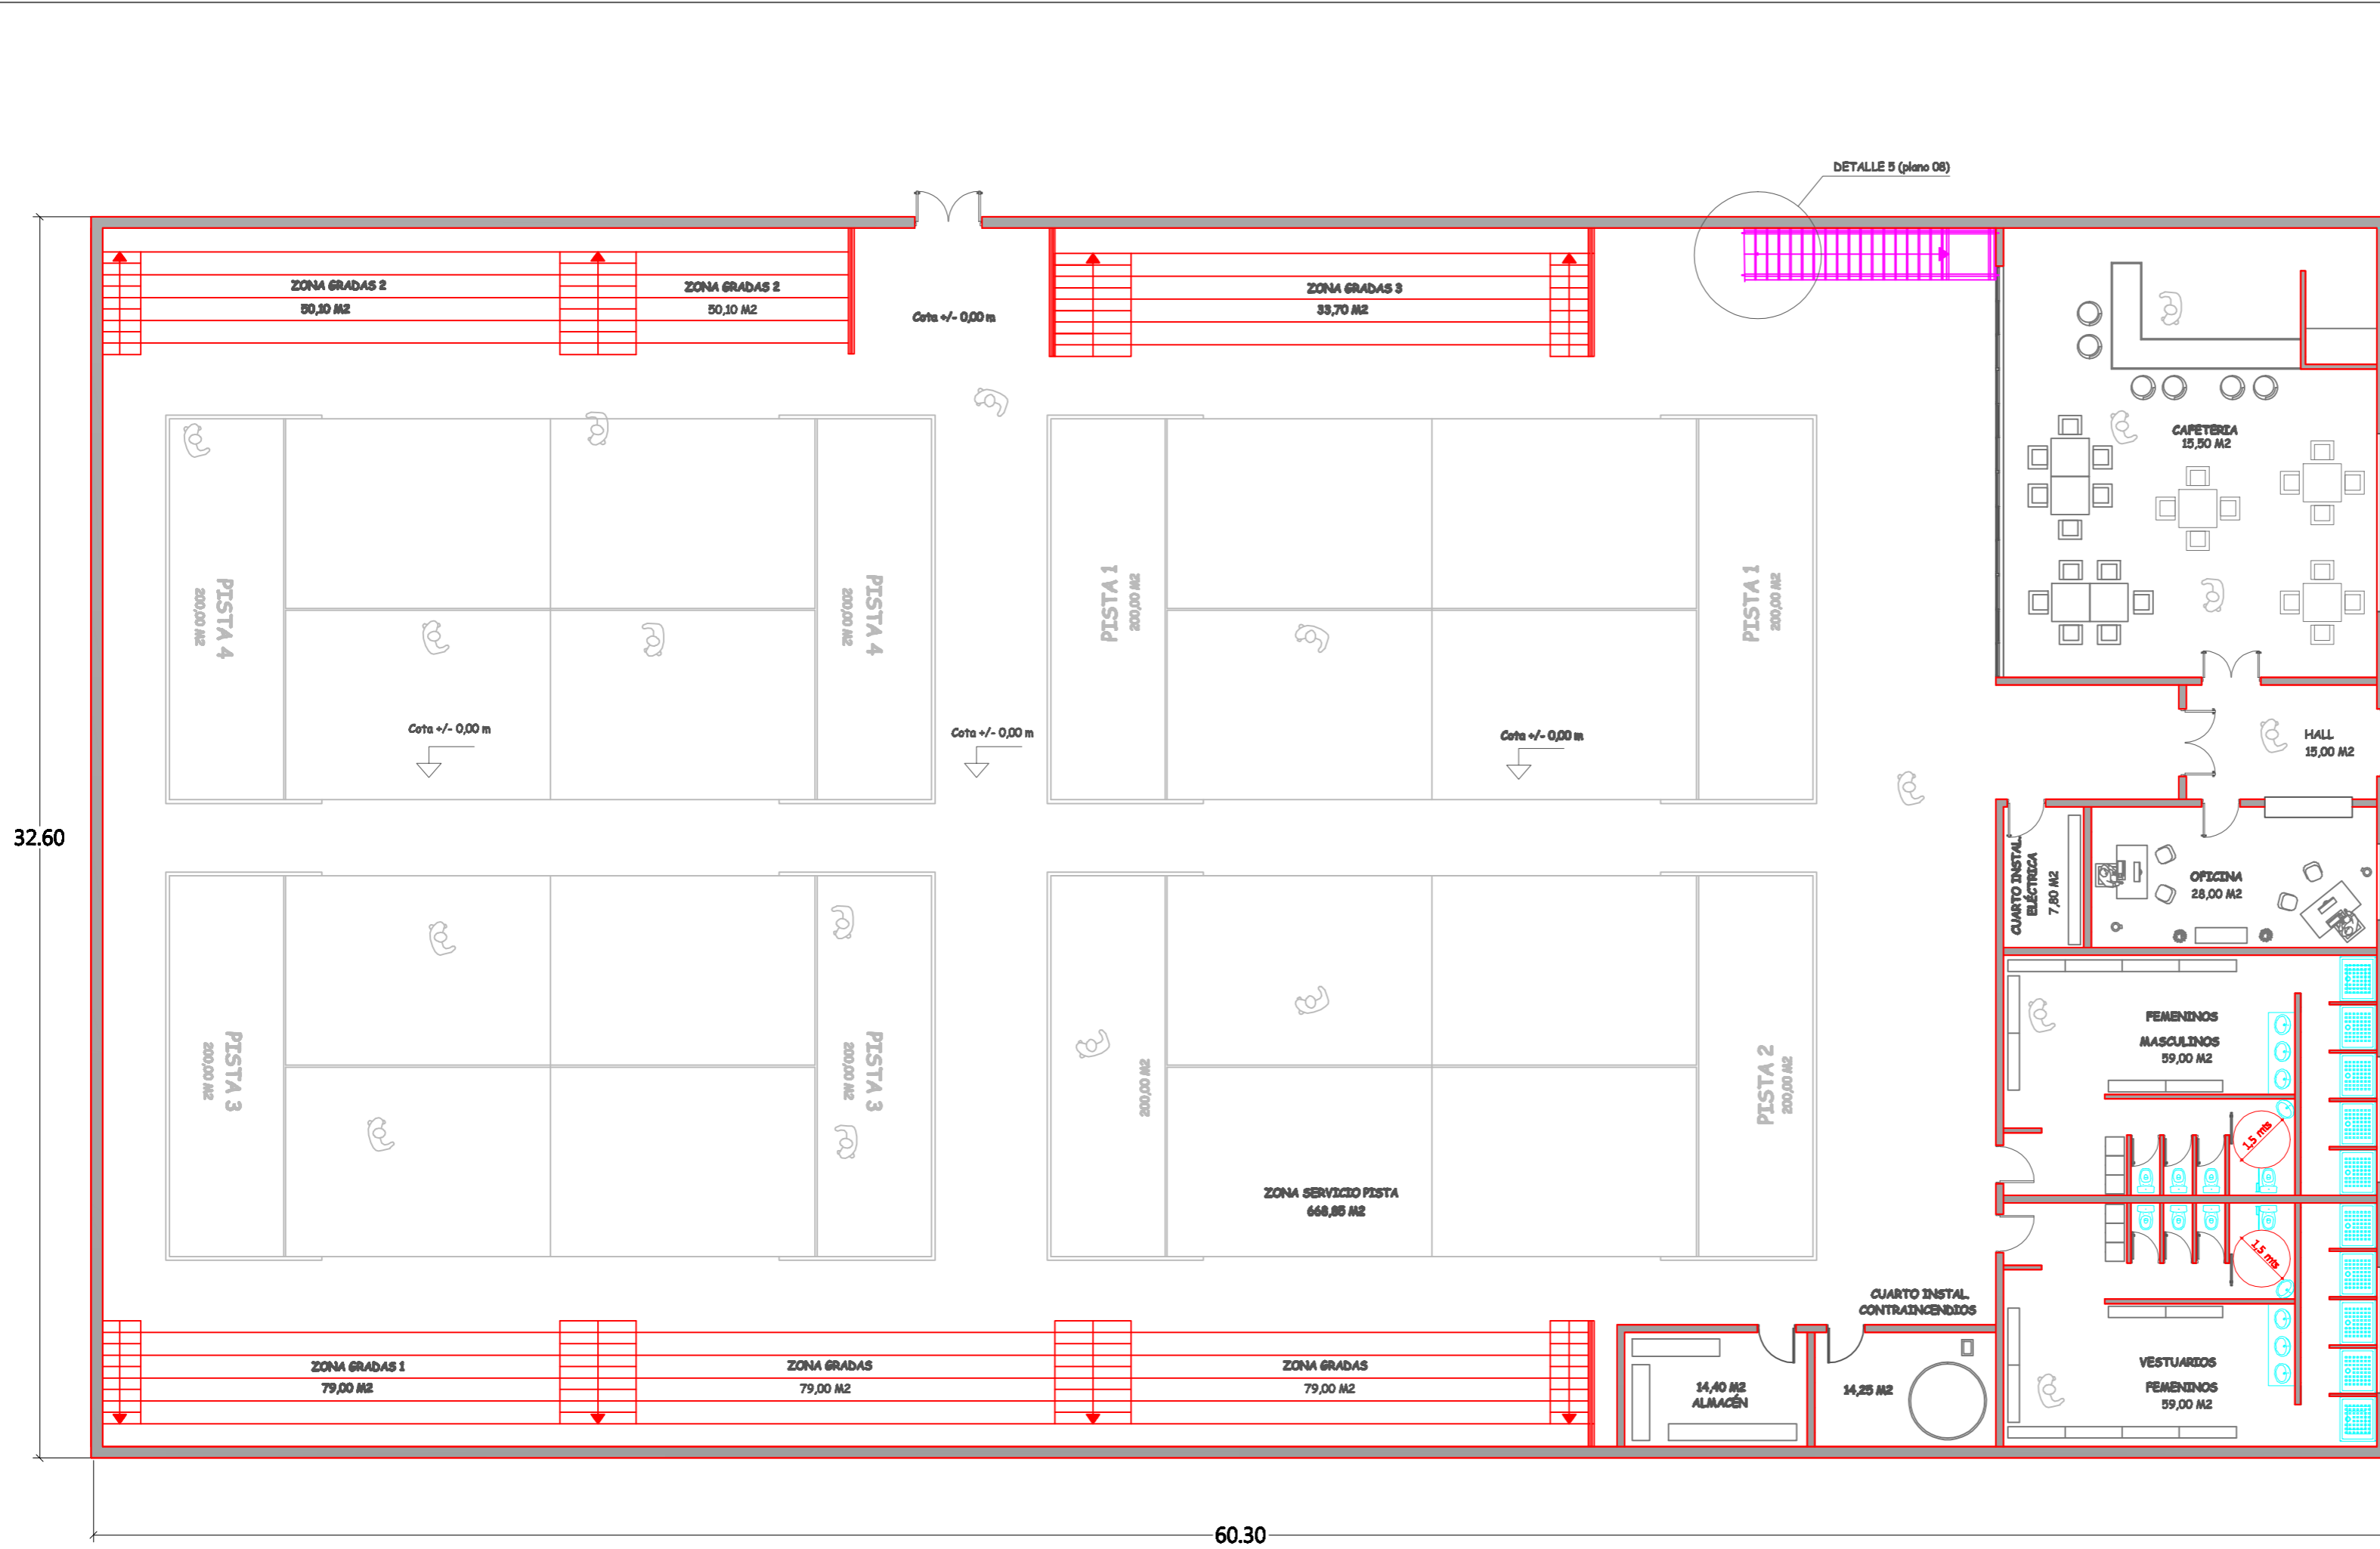 DETALLE 5 (plano 08)
ZONA GRADAS 2
50,10 M2
ZONA GRADAS 2
50,10 M2
Cota +/- 0,00 m
ZONA GRADAS 3
33,70 M2
CAFETERIA
15,50 M2
PISTA 4
200,00 M2
PISTA 4
200,00 M2
PISTA 1
200,00 M2
PISTA 1
200,00 M2
Cota +/- 0,00 m
Cota +/- 0,00 m
Cota +/- 0,00 m
HALL
15,00 M2
32.60
CUARTO INSTAL.
ELÉCTRICA
7,80 M2
OFICINA
28,00 M2
PISTA 3
200,00 M2
PISTA 3
200,00 M2
200,00 M2
PISTA 2
200,00 M2
FEMENINOS
MASCULINOS
59,00 M2
1,5 mts
ZONA SERVICIO PISTA
668,85 M2
1,5 mts
CUARTO INSTAL.
CONTRAINCENDIOS
ZONA GRADAS 1
79,00 M2
ZONA GRADAS
79,00 M2
ZONA GRADAS
79,00 M2
14,40 M2
ALMACÉN
14,25 M2
VESTUARIOS
FEMENINOS
59,00 M2
60.30